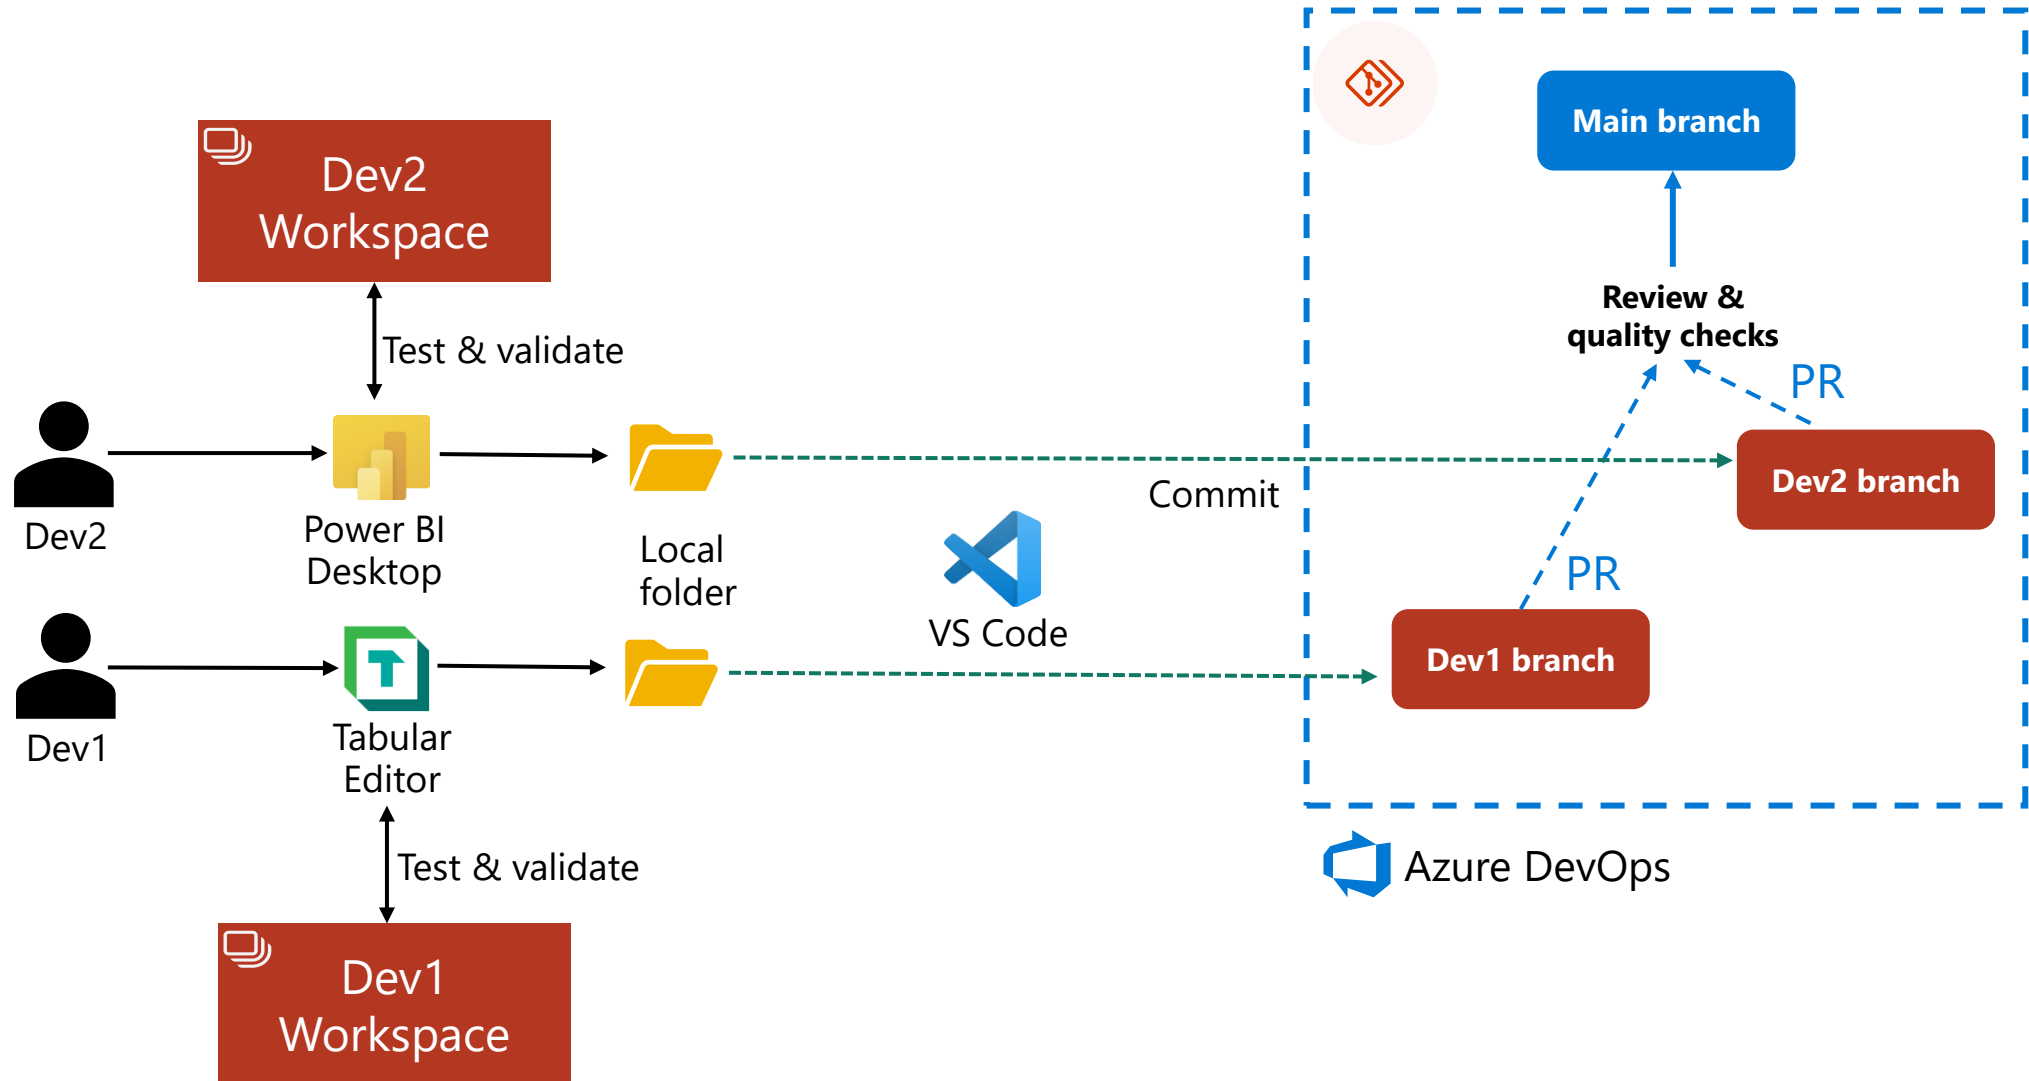 Dev2
Workspace
Test & validate
Dev2
Power BI
Desktop
Local
folder
Commit
VS Code
Dev1
Tabular
Editor
Test & validate
Dev1
Workspace
Main branch
Review &
quality checks
PR
Dev2 branch
PR
Dev1 branch
Azure DevOps